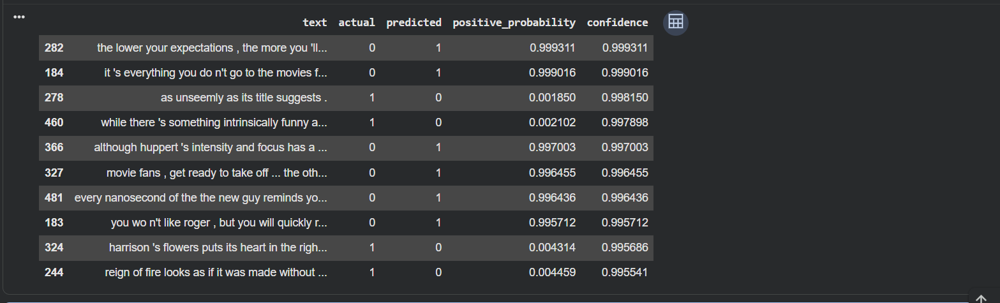 text actual predicted positive_probability confidence
282 the lower your expectations , the more you 'll... 0 1 0.999311 0.999311
184 it 's everything you do n't go to the movies f... 0 1 0.999016 0.999016
278 as unseemly as its title suggests . 1 0 0.001850 0.998150
460 while there 's something intrinsically funny a... 1 0 0.002102 0.997898
366 although huppert 's intensity and focus has a ... 0 1 0.997003 0.997003
327 movie fans , get ready to take off ... the oth... 0 1 0.996455 0.996455
481 every nanosecond of the the new guy reminds yo... 0 1 0.996436 0.996436
183 you wo n't like roger , but you will quickly r... 0 1 0.995712 0.995712
324 harrison 's flowers puts its heart in the righ... 1 0 0.004314 0.995686
244 reign of fire looks as if it was made without ... 1 0 0.004459 0.995541